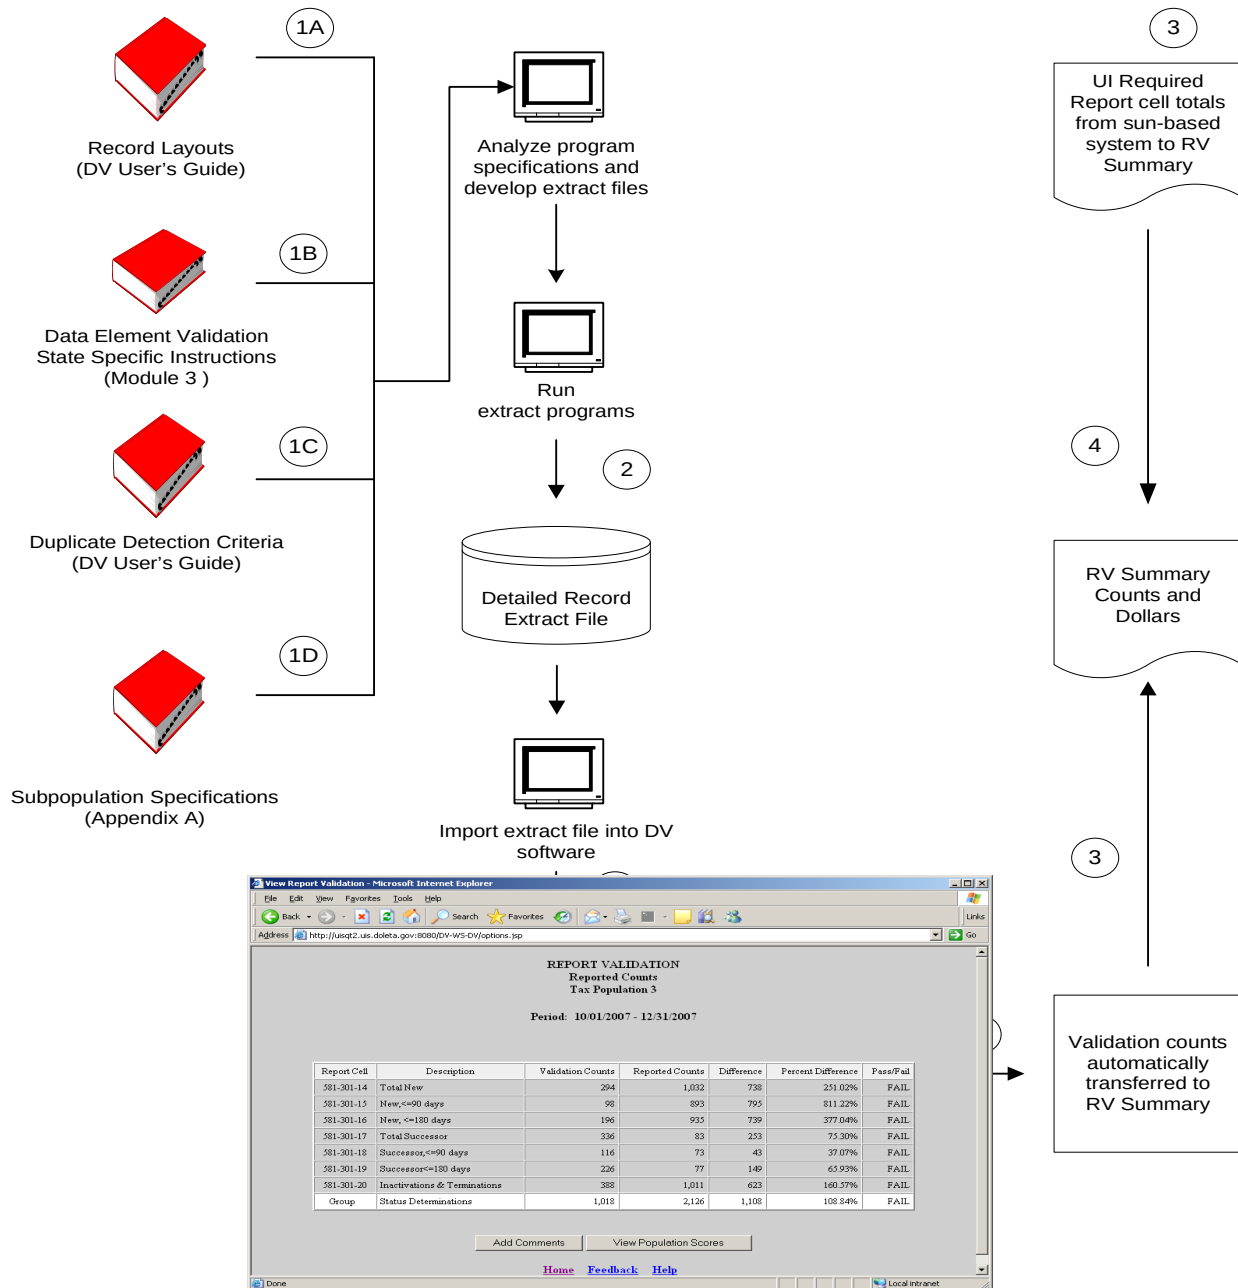 1A
Record Layouts
(DV User's Guide)
1B
Data Element Validation
State Specific Instructions
(Module 3 )
1C
Duplicate Detection Criteria
(DV User's Guide)
1D
Subpopulation Specifications
(Appendix A)
Analyze program
specifications and
develop extract files
Run
extract programs
2
Detailed Record
Extract File
Import extract file into DV
software
3
UI Required
Report cell totals
from sun-based
system to RV
Summary
4
RV Summary
Counts and
Dollars
3
Validation counts
automatically
transferred to
RV Summary
View Report Validation - Microsoft Internet Explorer
File Edit View Favorites Tools Help
Back Search Favorites Links
Address http://uisqt2.uis.doleta.gov:8080/DV-WS-DV/options.jsp Go
REPORT VALIDATION
Reported Counts
Tax Population 3
Period: 10/01/2007 - 12/31/2007
Report Cell Description Validation Counts Reported Counts Difference Percent Difference Pass/Fail
581-301-14 Total New 294 1,032 738 251.02% FAIL
581-301-15 New,<=90 days 98 893 795 811.22% FAIL
581-301-16 New, <=180 days 196 935 739 377.04% FAIL
581-301-17 Total Successor 336 83 253 75.30% FAIL
581-301-18 Successor,<=90 days 116 73 43 37.07% FAIL
581-301-19 Successor<=180 days 226 77 149 65.93% FAIL
581-301-20 Inactivations & Terminations 388 1,011 623 160.57% FAIL
Group Status Determinations 1,018 2,126 1,108 108.84% FAIL
Add Comments View Population Scores
Home Feedback Help
Done Local intranet